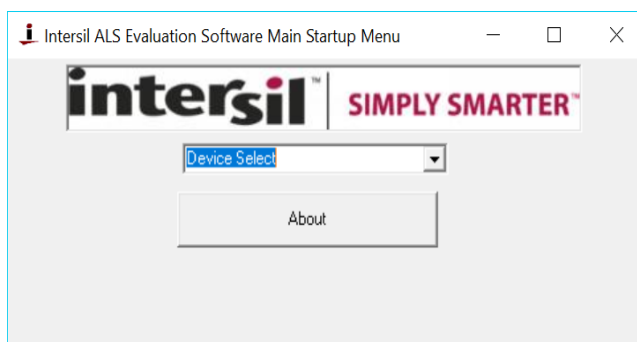 Intersil ALS Evaluation Software Main Startup Menu
intersil™ SIMPLY SMARTER™
Device Select
About